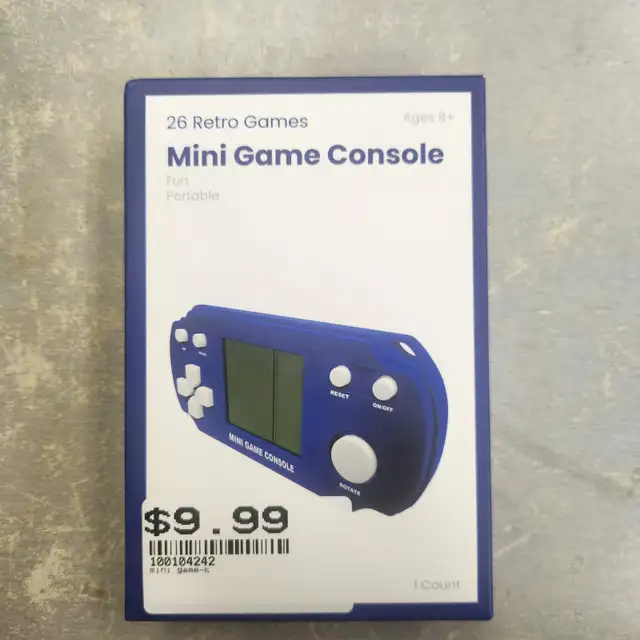 26 Retro Games
Ages 8+
Mini Game Console
Fun
Portable
RESET
ON/OFF
MINI GAME CONSOLE
ROTATE
$9.99
100104242
mini game-c
1 Count